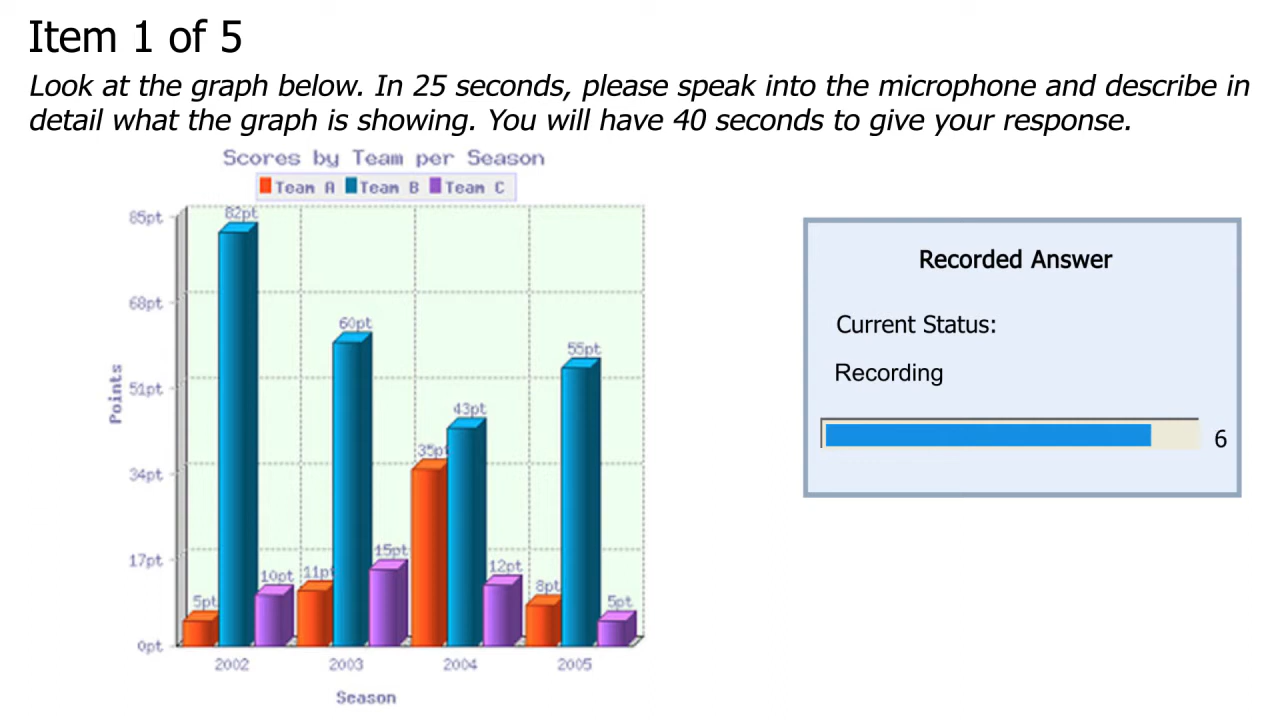 Item 1 of 5
Look at the graph below. In 25 seconds, please speak into the microphone and describe in
detail what the graph is showing. You will have 40 seconds to give your response.
Scores by Team per Season
Team A Team B Team C
85pt
68pt
51pt
34pt
17pt
0pt
Points
5pt
82pt
10pt
11pt
60pt
15pt
35pt
43pt
12pt
8pt
55pt
5pt
2002 2003 2004 2005
Season
Recorded Answer
Current Status:
Recording
6